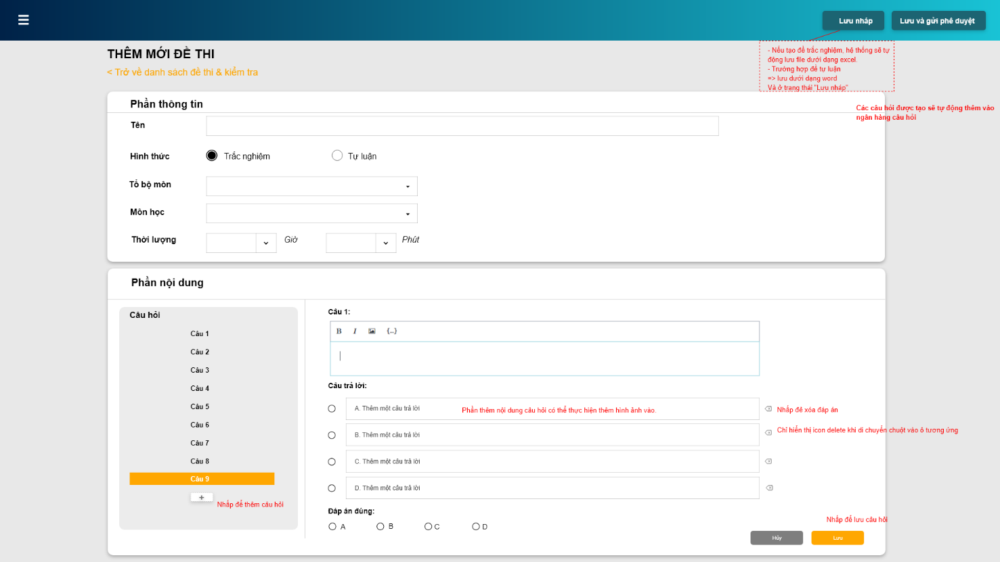 Lưu nháp
Lưu và gửi phê duyệt
THÊM MỚI ĐỀ THI
< Trở về danh sách đề thi & kiểm tra
- Nếu tạo đề trắc nghiệm, hệ thống sẽ tự
động lưu file dưới dạng excel.
- Trường hợp đề tự luận
=> lưu dưới dạng word
Và ở trạng thái "Lưu nháp"
Các câu hỏi được tạo sẽ tự động thêm vào
ngân hàng câu hỏi
Phần thông tin
Tên
Hình thức
Trắc nghiệm
Tự luận
Tổ bộ môn
Môn học
Thời lượng
Giờ
Phút
Phần nội dung
Câu hỏi
Câu 1
Câu 2
Câu 3
Câu 4
Câu 5
Câu 6
Câu 7
Câu 8
Câu 9
+
Nhấp để thêm câu hỏi
Câu 1:
B I {...}
Câu trả lời:
A. Thêm một câu trả lời
Phần thêm nội dung câu hỏi có thể thực hiện thêm hình ảnh vào.
Nhấp để xóa đáp án
B. Thêm một câu trả lời
Chỉ hiển thị icon delete khi di chuyển chuột vào ô tương ứng
C. Thêm một câu trả lời
D. Thêm một câu trả lời
Đáp án đúng:
A
B
C
D
Nhấp để lưu câu hỏi
Hủy
Lưu